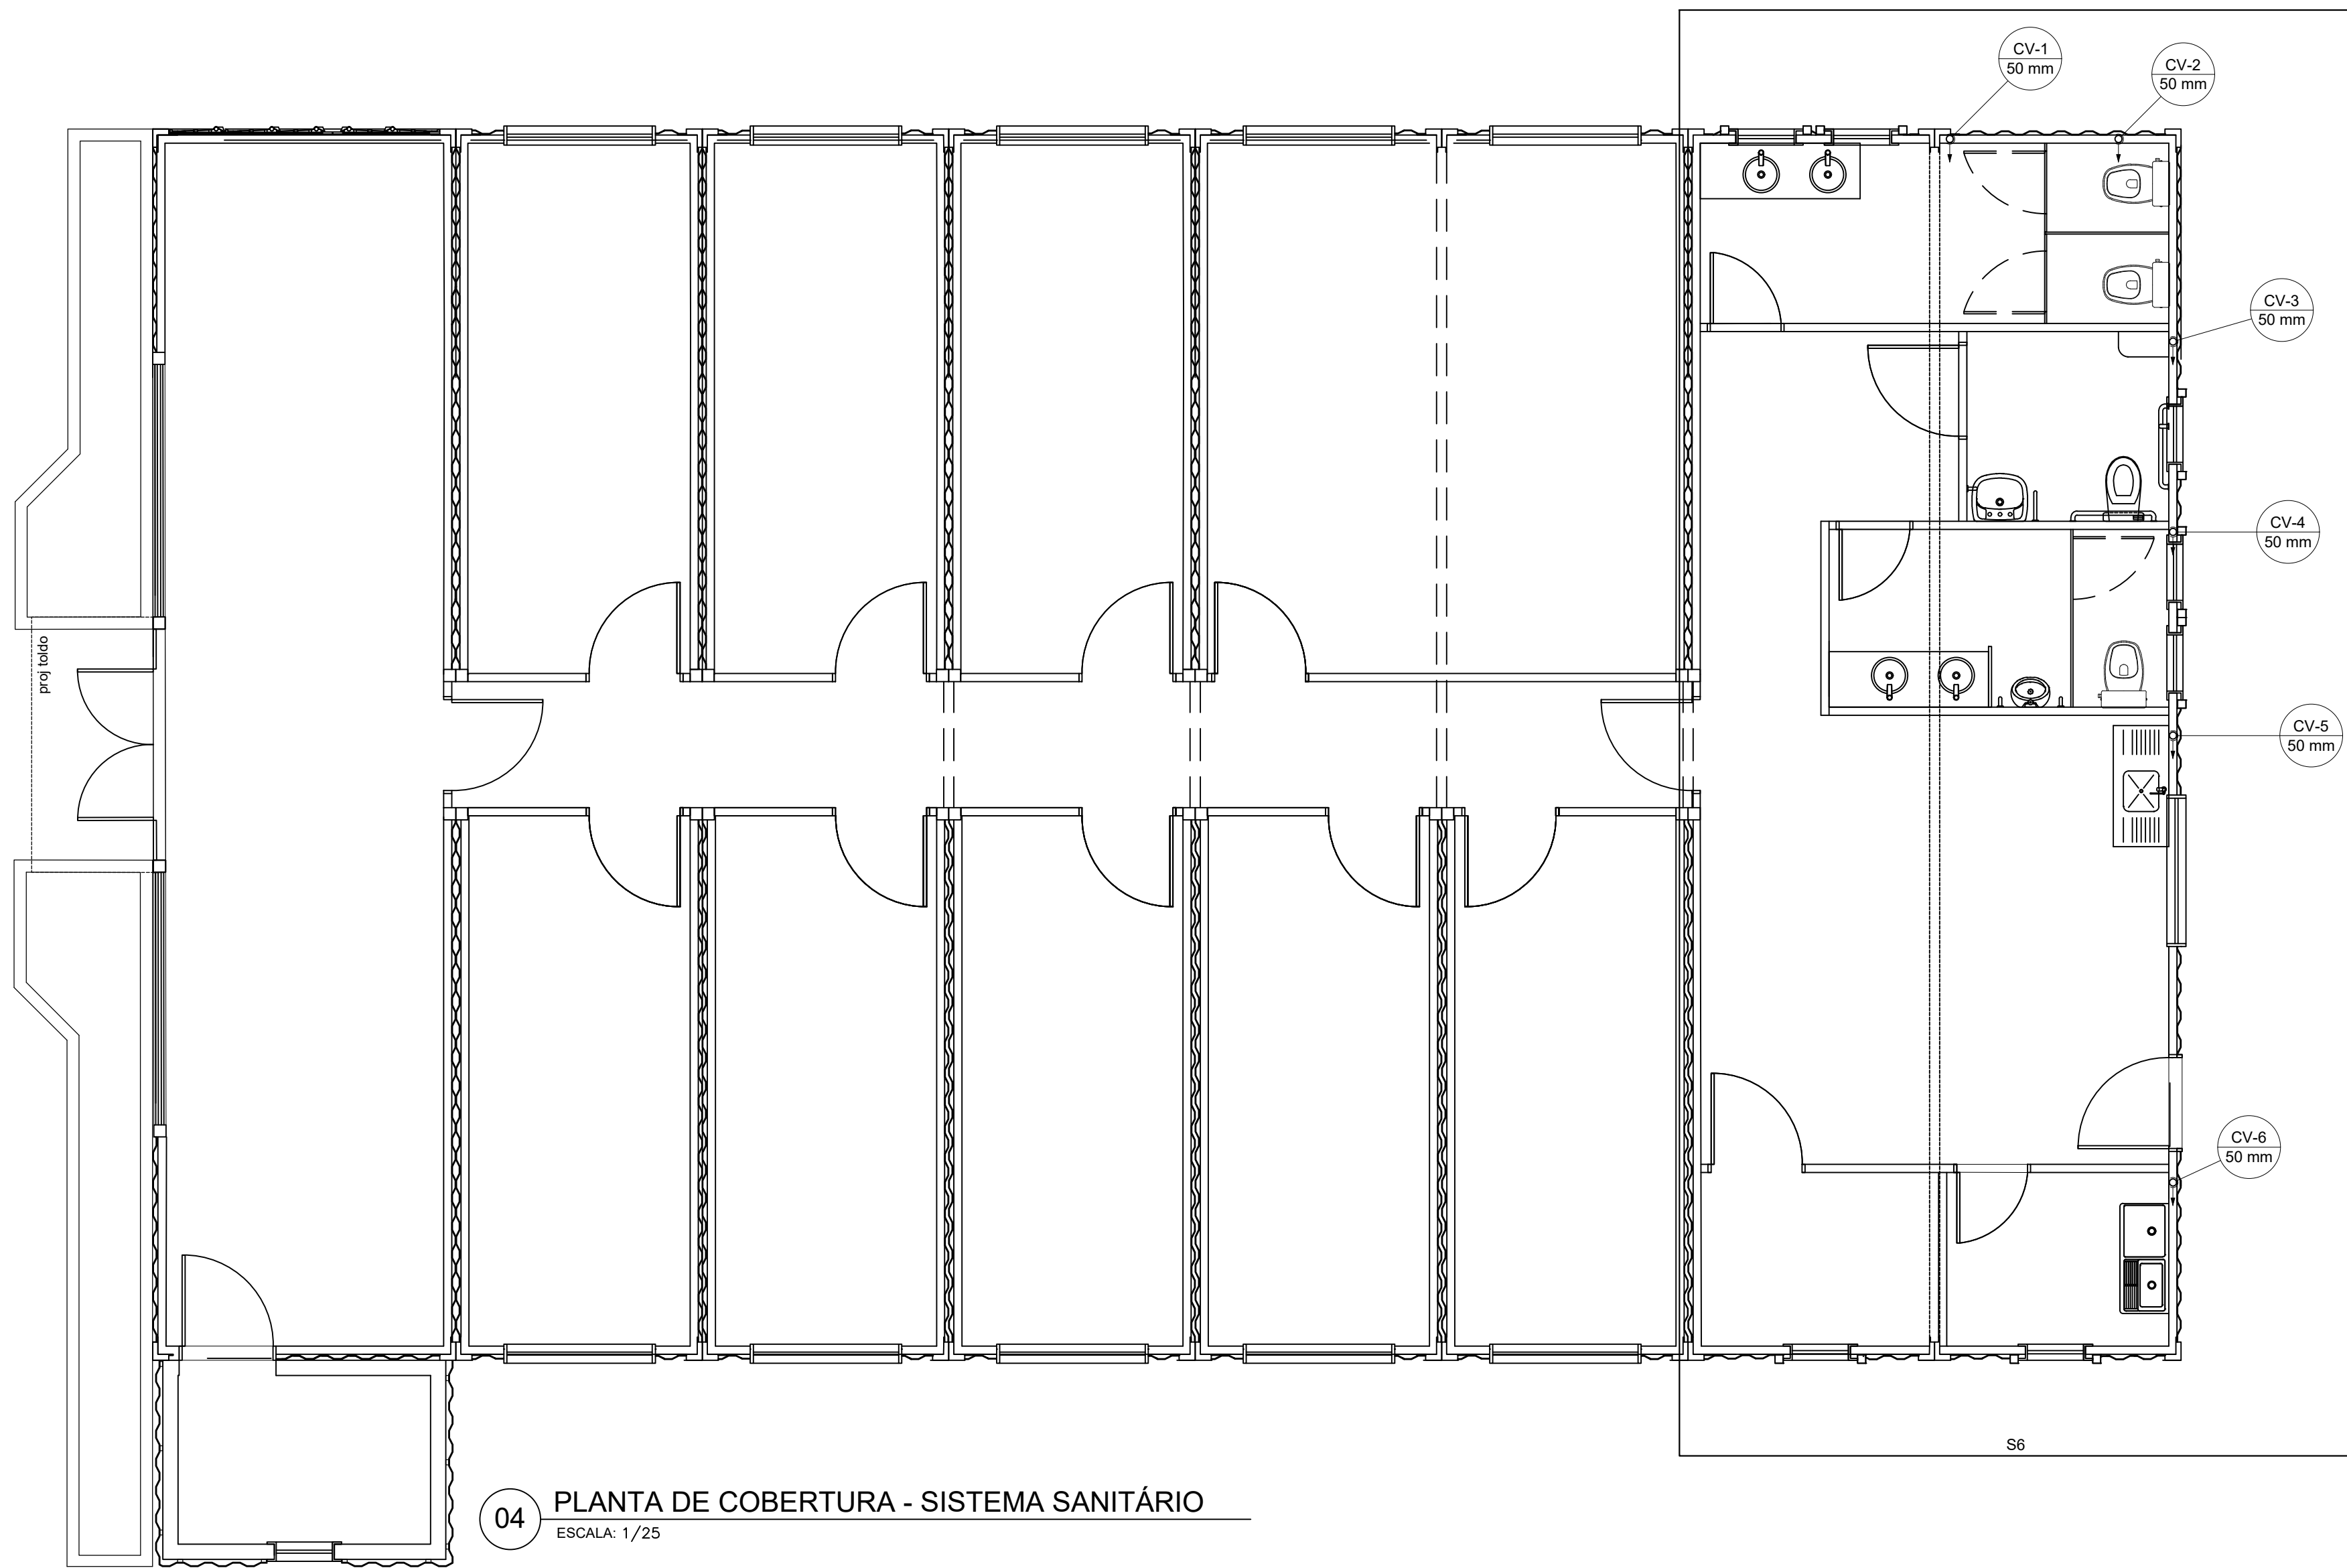 CV-1
50 mm
CV-2
50 mm
CV-3
50 mm
CV-4
50 mm
proj toldo
CV-5
50 mm
CV-6
50 mm
S6
04
PLANTA DE COBERTURA - SISTEMA SANITÁRIO
ESCALA: 1/25